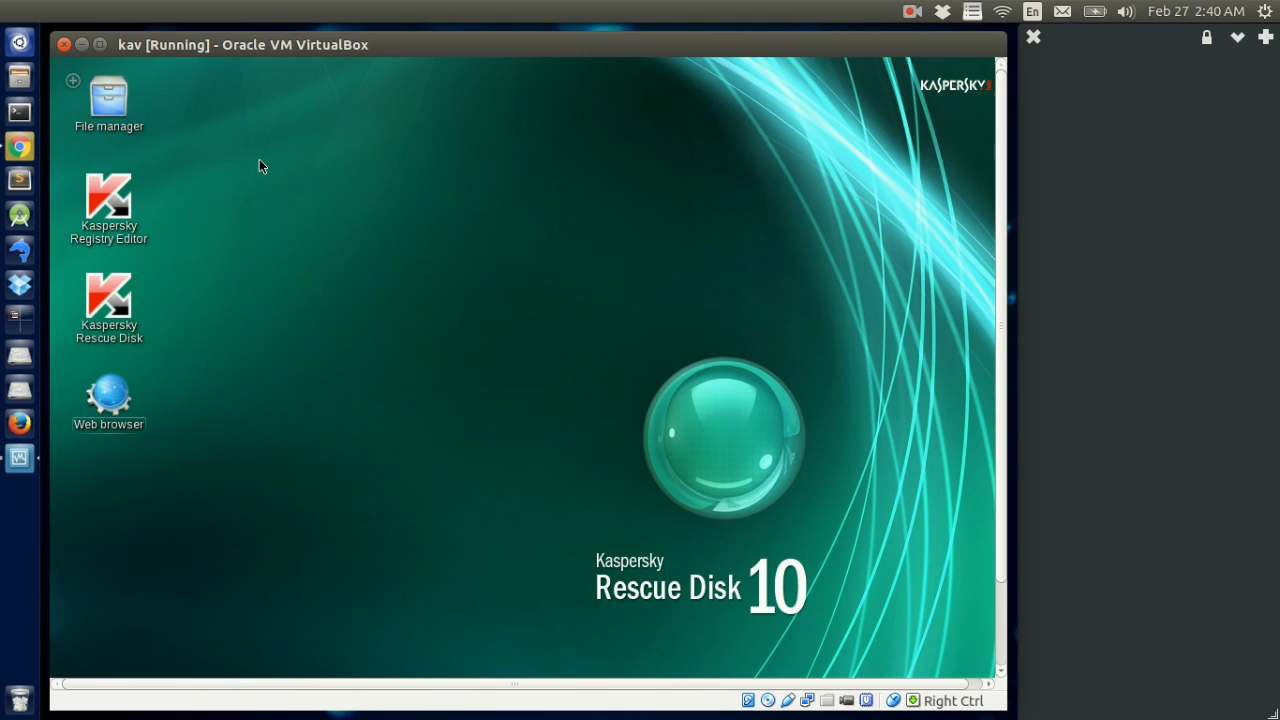 En
Feb 27 2:40 AM
kav [Running] - Oracle VM VirtualBox
KASPERSKY
File manager
Kaspersky
Registry Editor
Kaspersky
Rescue Disk
Web browser
Kaspersky
Rescue Disk 10
Right Ctrl